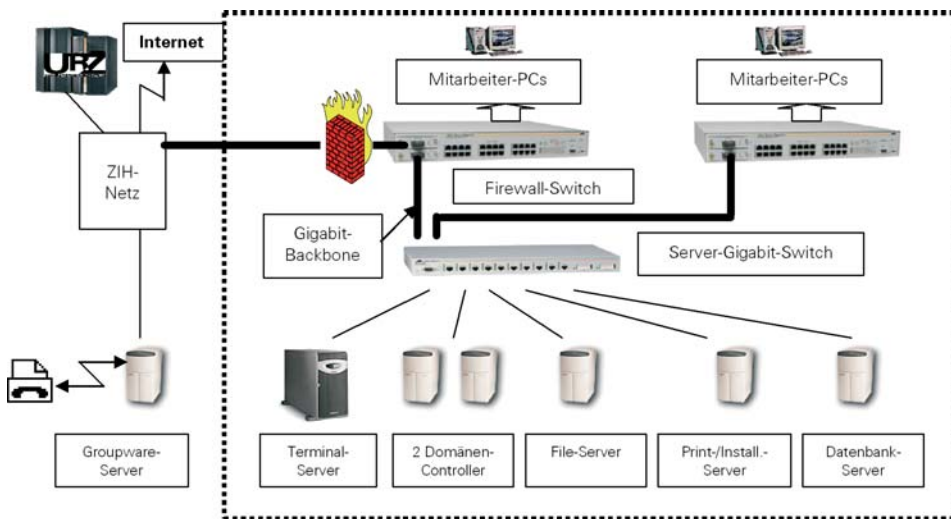 URZ
Internet
Mitarbeiter-PCs
Mitarbeiter-PCs
ZIH-
Netz
Firewall-Switch
Gigabit-
Backbone
Server-Gigabit-Switch
Groupware-
Server
Terminal-
Server
2 Domänen-
Controller
File-Server
Print-/Install.-
Server
Datenbank-
Server